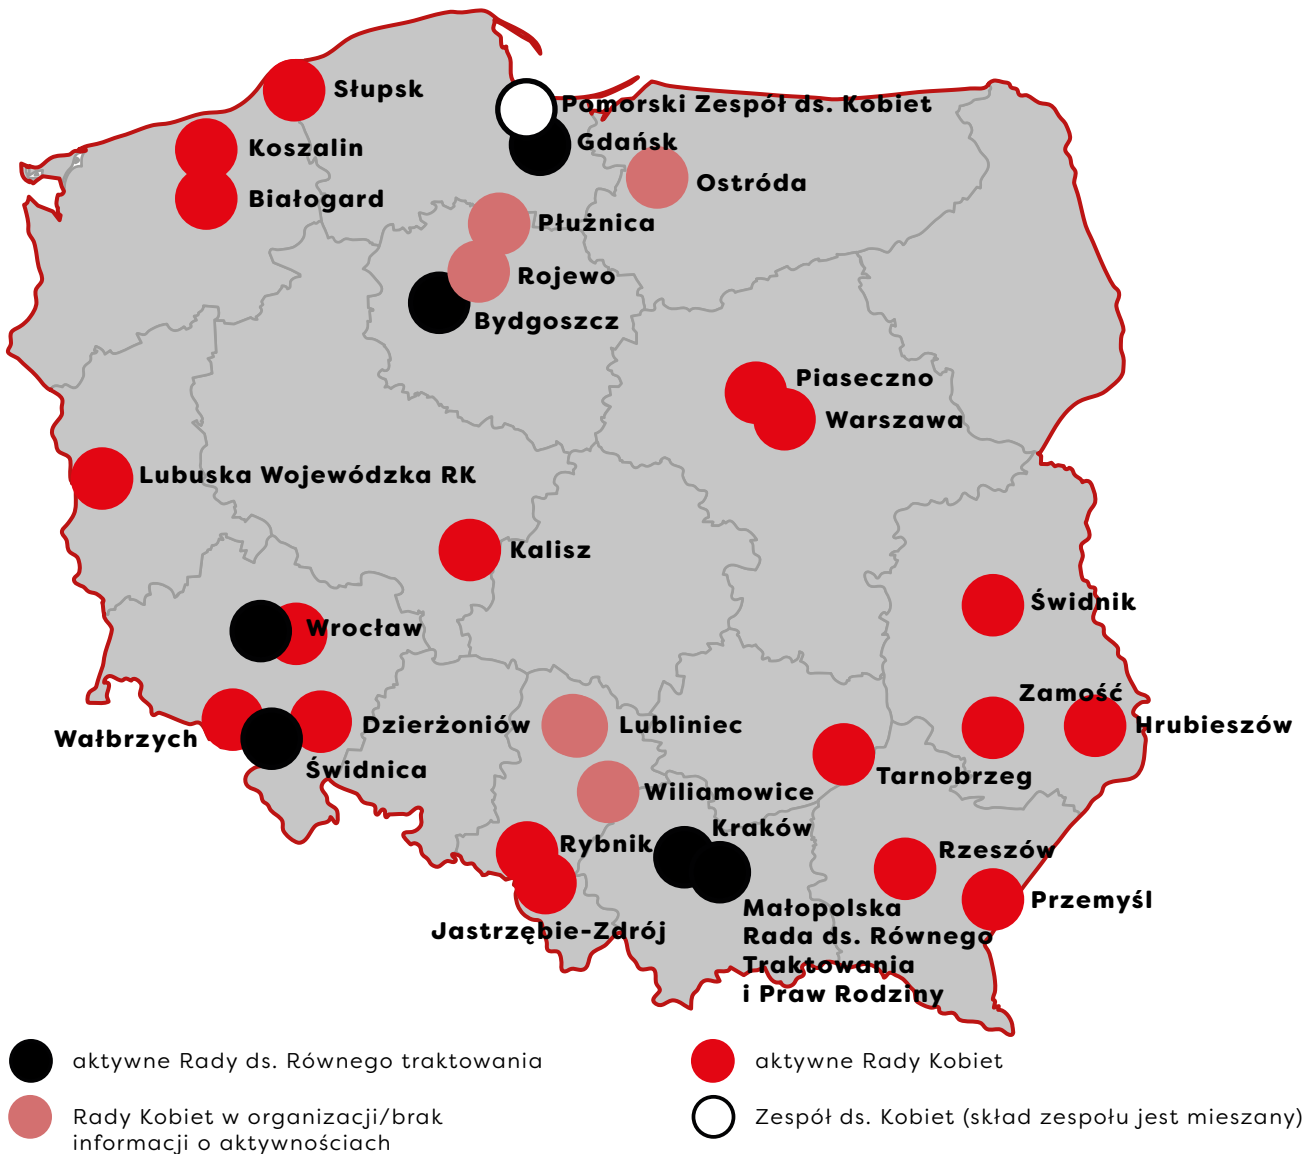 Słupsk
Pomorski Zespół ds. Kobiet
Gdańsk
Koszalin
Ostróda
Białogard
Płużnica
Rojewo
Bydgoszcz
Piaseczno
Warszawa
Lubuska Wojewódzka RK
Kalisz
Świdnik
Wrocław
Zamość
Hrubieszów
Wałbrzych
Dzierżoniów
Świdnica
Lubliniec
Tarnobrzeg
Wiliamowice
Kraków
Rybnik
Rzeszów
Przemyśl
Jastrzębie-Zdrój
Małopolska
Rada ds. Równego
Traktowania
i Praw Rodziny
aktywne Rady ds. Równego traktowania
Rady Kobiet w organizacji/brak
informacji o aktywnościach
aktywne Rady Kobiet
Zespół ds. Kobiet (skład zespołu jest mieszany)